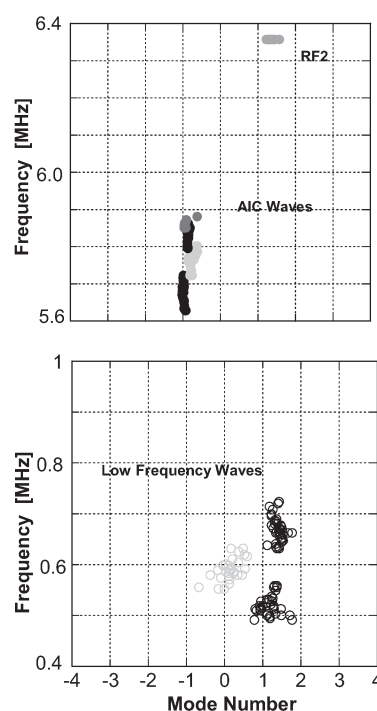 6.4
RF2
Frequency [MHz]
6.0
AIC Waves
5.6
1
0.8
Low Frequency Waves
Frequency [MHz]
0.6
0.4
-4 -3 -2 -1 0 1 2 3 4
Mode Number